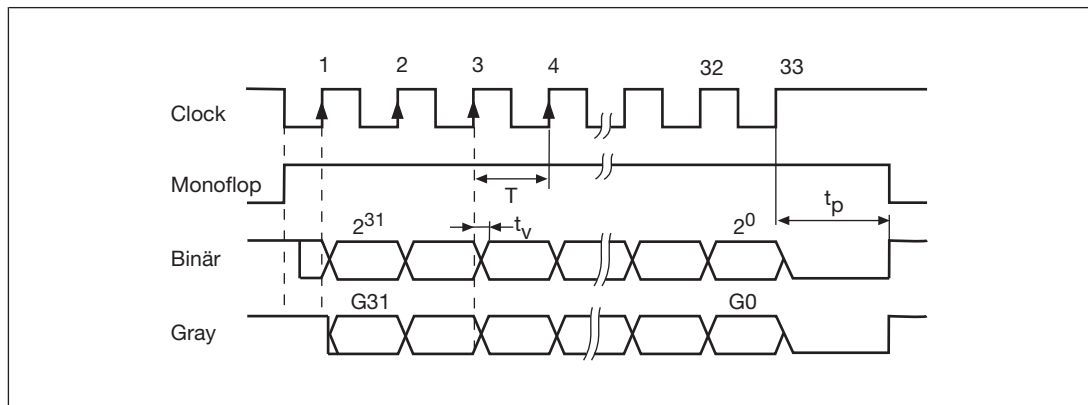 1 2 3 4 32 33
Clock
Monoflop
T
t_p
t_v
2^31 2^0
Binär
G31 G0
Gray